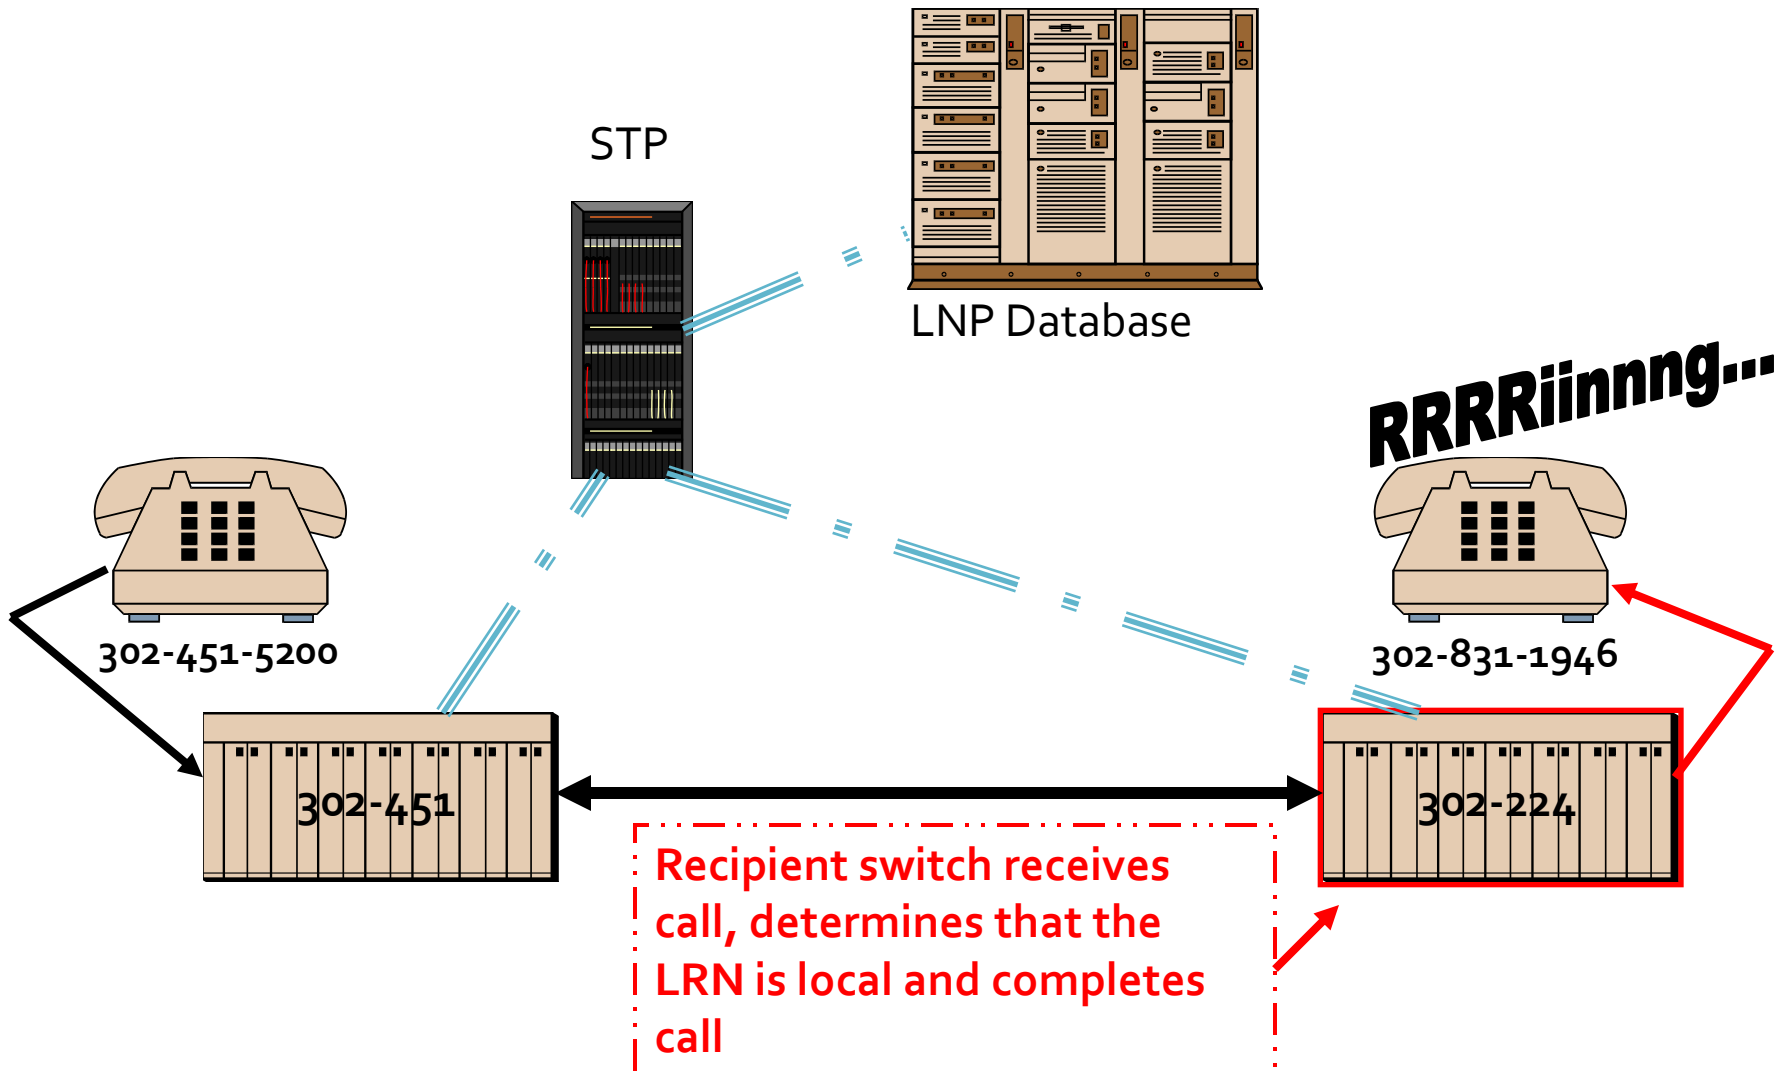 STP
LNP Database
RRRRiinnng...
302-451-5200
302-831-1946
302-451
302-224
Recipient switch receives
call, determines that the
LRN is local and completes
call